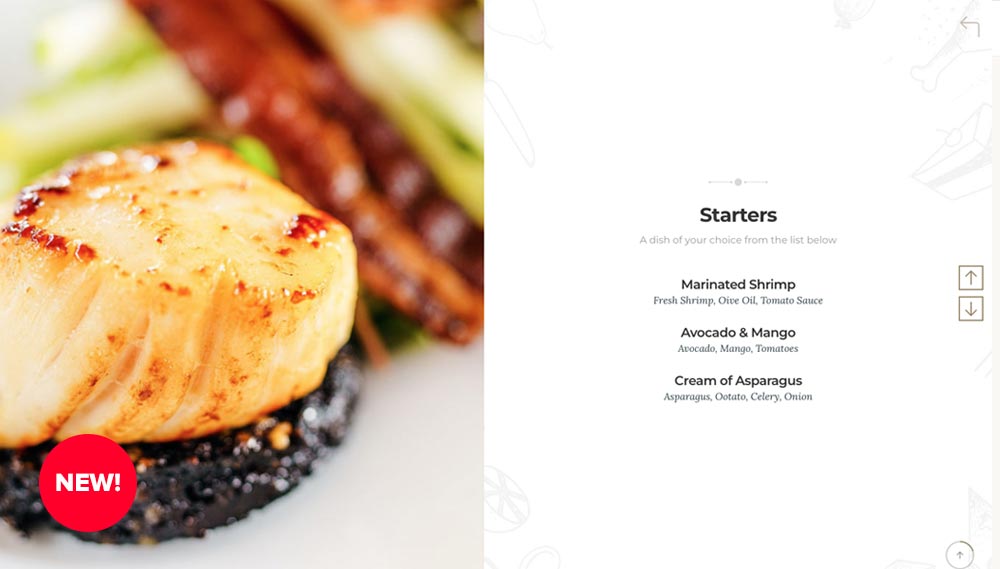 NEW!
Starters
A dish of your choice from the list below
Marinated Shrimp
Fresh Shrimp, Oive Oil, Tomato Sauce
Avocado & Mango
Avocado, Mango, Tomatoes
Cream of Asparagus
Asparagus, Ootato, Celery, Onion